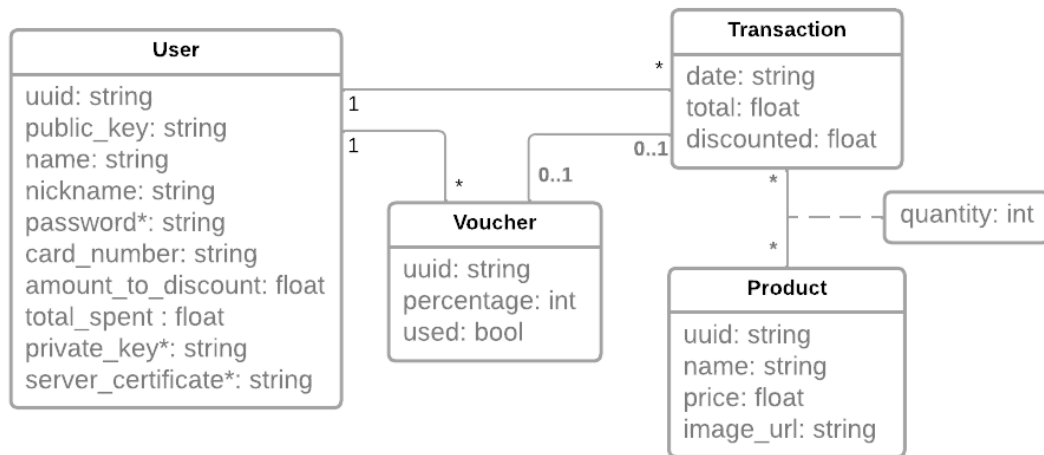 User
uuid: string
public_key: string
name: string
nickname: string
password*: string
card_number: string
amount_to_discount: float
total_spent : float
private_key*: string
server_certificate*: string
1
*
1
*
0..1
0..1
Transaction
date: string
total: float
discounted: float
Voucher
uuid: string
percentage: int
used: bool
*
*
quantity: int
Product
uuid: string
name: string
price: float
image_url: string